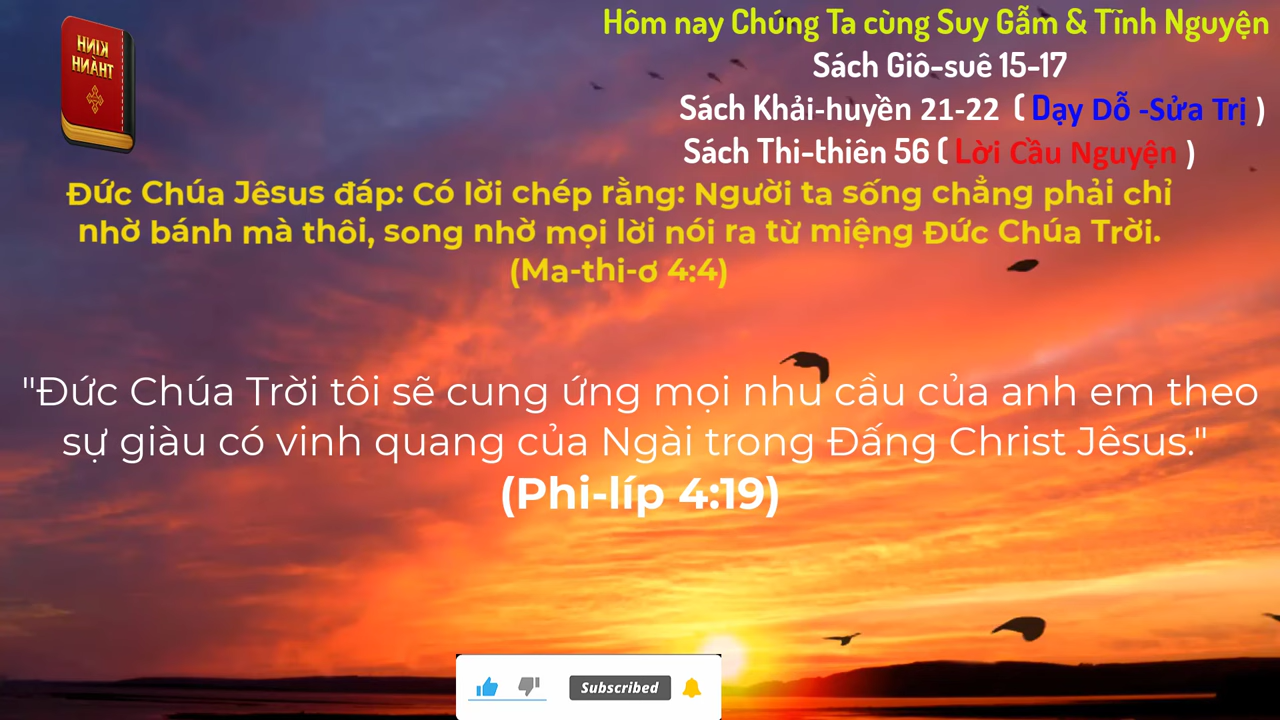 KINH
THÁNH
Hôm nay Chúng Ta cùng Suy Gẫm & Tĩnh Nguyện
Sách Giô-suê 15-17
Sách Khải-huyền 21-22 ( Dạy Dỗ -Sửa Trị )
Sách Thi-thiên 56 ( Lời Cầu Nguyện )
Đức Chúa Jêsus đáp: Có lời chép rằng: Người ta sống chẳng phải chỉ
nhờ bánh mà thôi, song nhờ mọi lời nói ra từ miệng Đức Chúa Trời.
(Ma-thi-ơ 4:4)
"Đức Chúa Trời tôi sẽ cung ứng mọi nhu cầu của anh em theo
sự giàu có vinh quang của Ngài trong Đấng Christ Jêsus."
(Phi-líp 4:19)
Subscribed